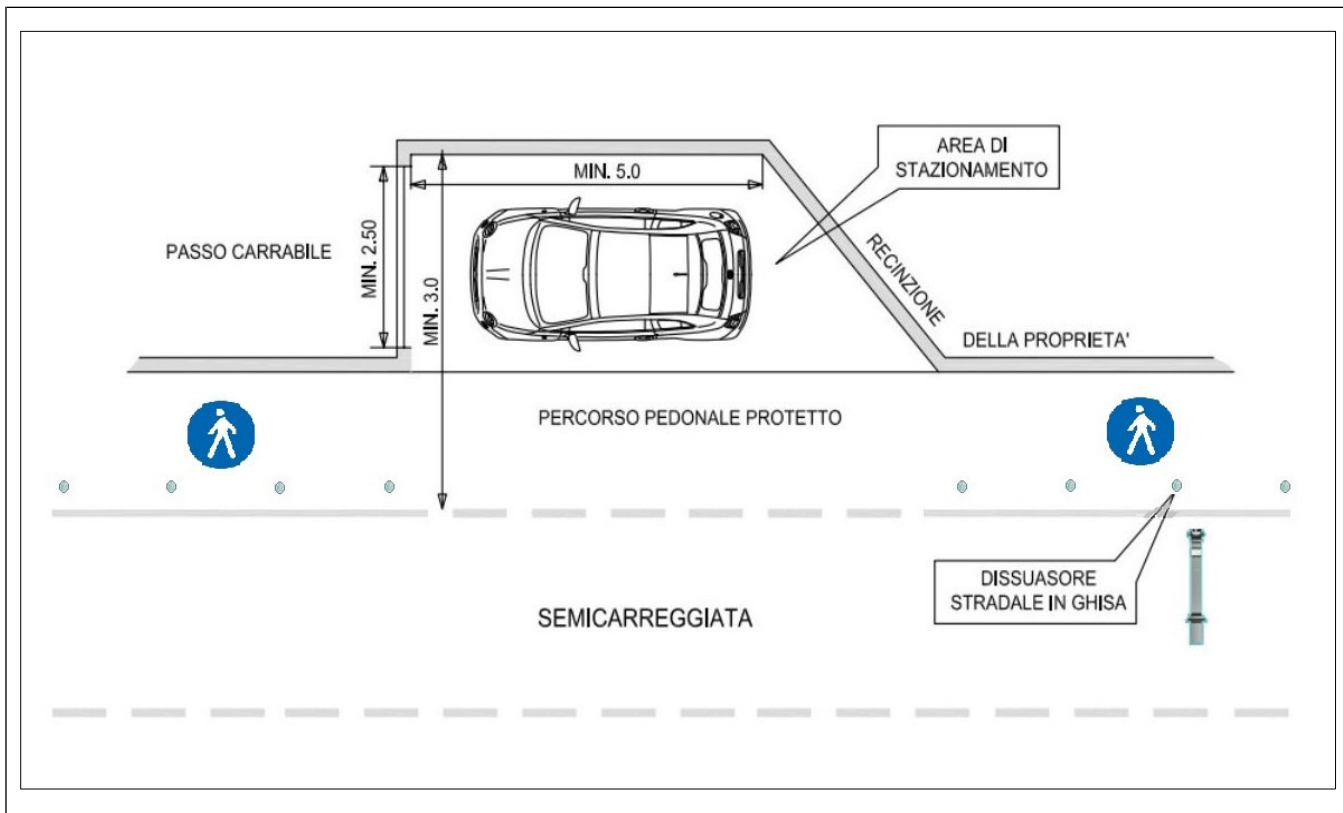 AREA DI
STAZIONAMENTO
MIN. 5.0
PASSO CARRABILE
MIN. 2.50
MIN. 3.0
RECINZIONE
DELLA PROPRIETA'
PERCORSO PEDONALE PROTETTO
DISSUASORE
STRADALE IN GHISA
SEMICARREGGIATA